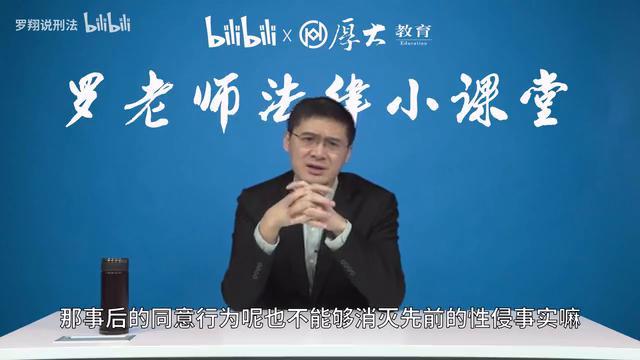 罗翔说刑法 bilibili
bilibili × 厚大 教育
Education
罗老师法律小课堂
那事后的同意行为呢也不能够消灭先前的性侵事实嘛